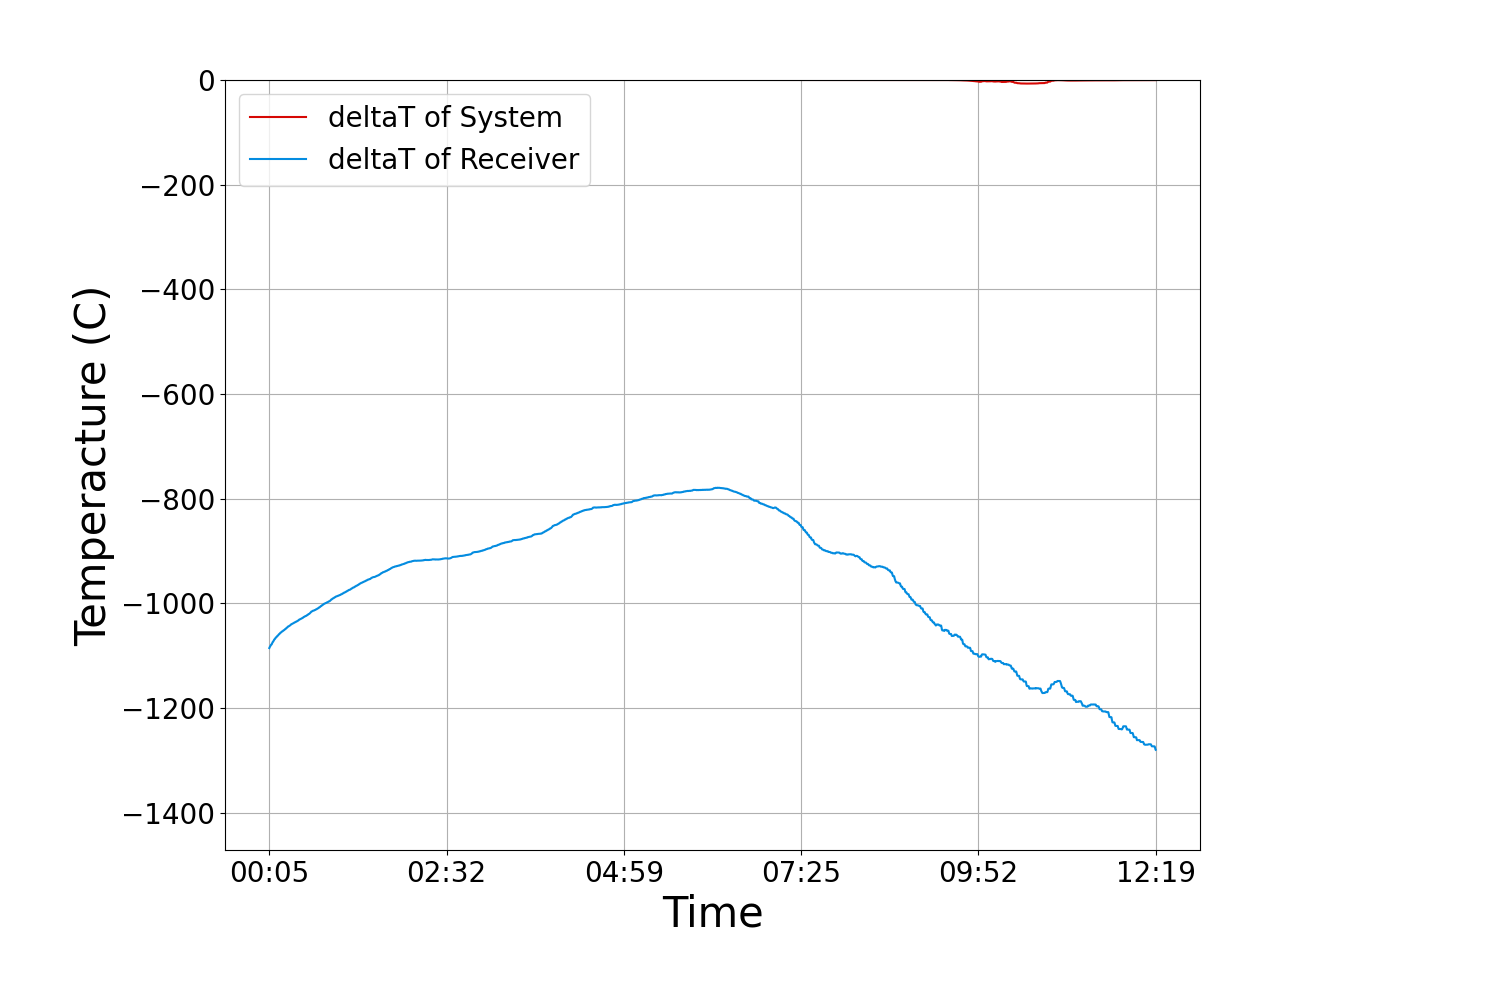 0
deltaT of System
deltaT of Receiver
−200
−400
−600
−800
−1000
−1200
−1400
Temperacture (C)
00:05 02:32 04:59 07:25 09:52 12:19
Time